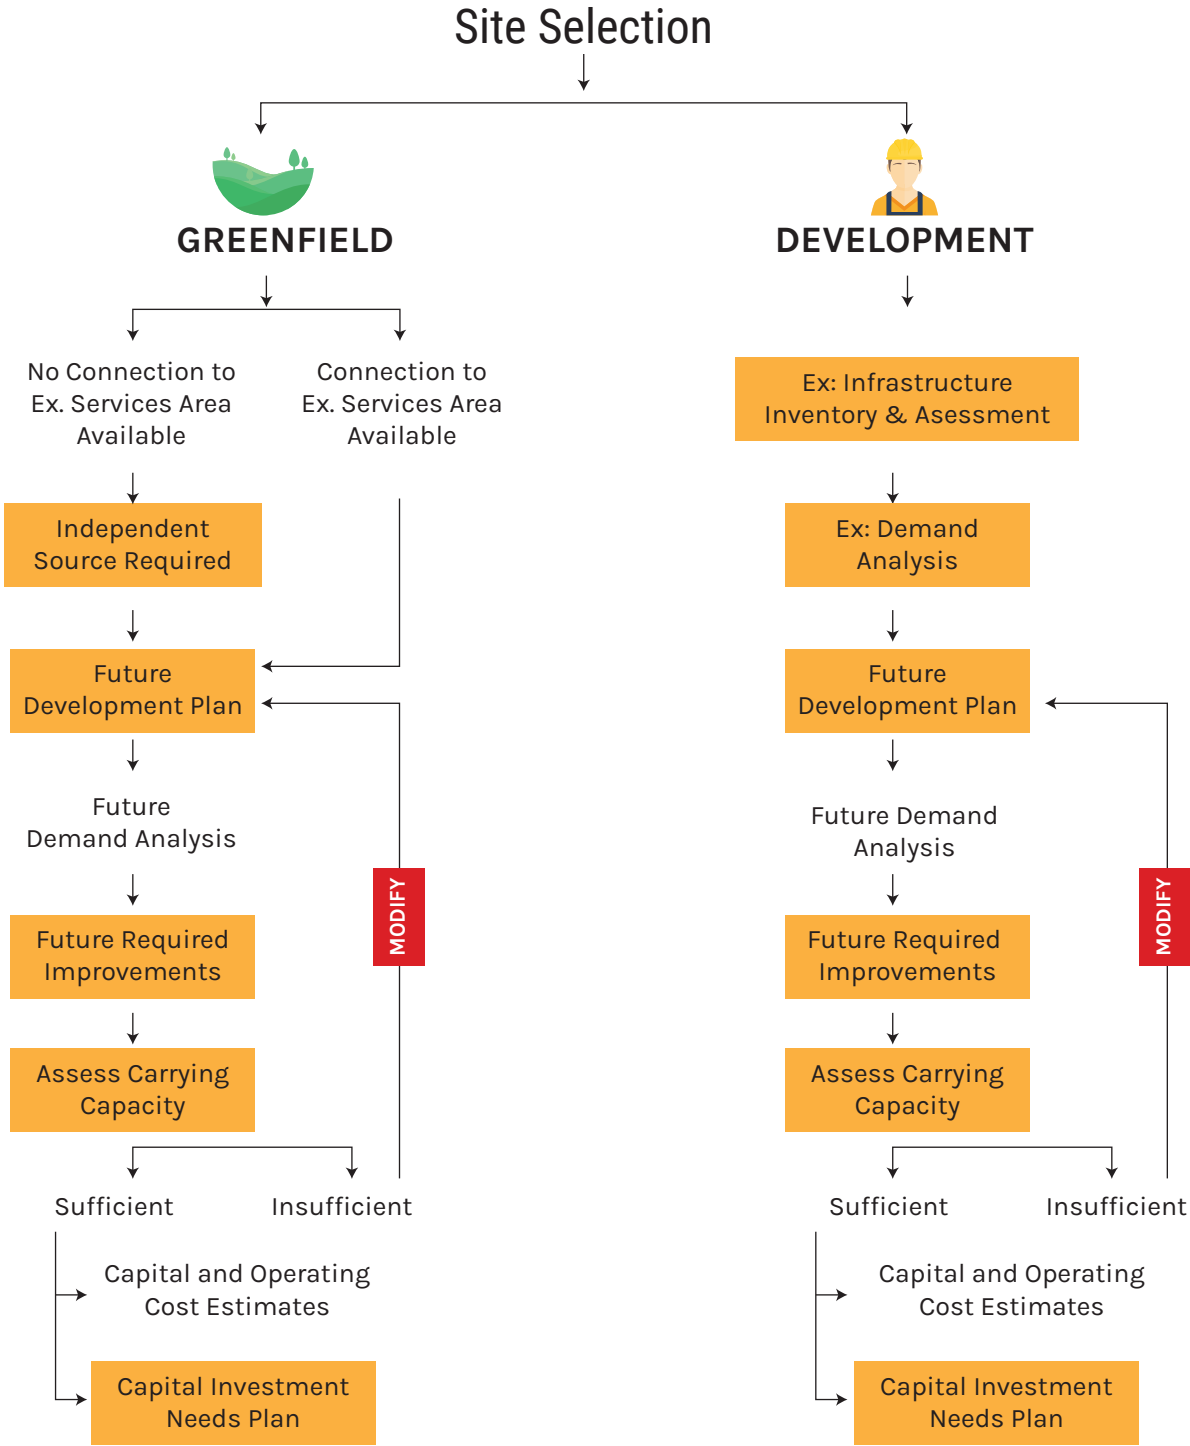 Site Selection
GREENFIELD
No Connection to
Ex. Services Area
Available
Connection to
Ex. Services Area
Available
Independent
Source Required
Future
Development Plan
Future
Demand Analysis
MODIFY
Future Required
Improvements
Assess Carrying
Capacity
Sufficient
Insufficient
Capital and Operating
Cost Estimates
Capital Investment
Needs Plan
DEVELOPMENT
Ex: Infrastructure
Inventory & Asessment
Ex: Demand
Analysis
Future
Development Plan
Future Demand
Analysis
MODIFY
Future Required
Improvements
Assess Carrying
Capacity
Sufficient
Insufficient
Capital and Operating
Cost Estimates
Capital Investment
Needs Plan